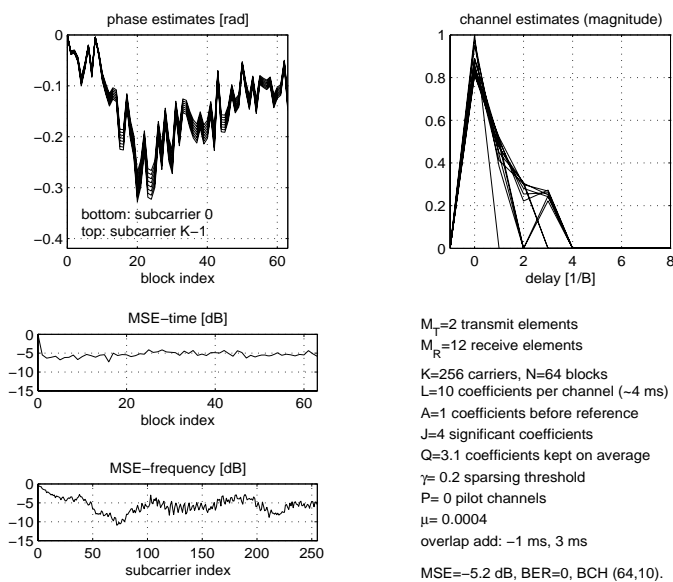 phase estimates [rad]
0
−0.1
−0.2
−0.3
−0.4
bottom: subcarrier 0
top: subcarrier K−1
0 20 40 60
block index
channel estimates (magnitude)
1
0.8
0.6
0.4
0.2
0
0 2 4 6 8
delay [1/B]
MSE−time [dB]
0
−5
−10
−15
0 20 40 60
block index
MSE−frequency [dB]
0
−5
−10
−15
0 50 100 150 200 250
subcarrier index
M_T=2 transmit elements
M_R=12 receive elements
K=256 carriers, N=64 blocks
L=10 coefficients per channel (~4 ms)
A=1 coefficients before reference
J=4 significant coefficients
Q=3.1 coefficients kept on average
γ= 0.2 sparsing threshold
P= 0 pilot channels
μ= 0.0004
overlap add: −1 ms, 3 ms
MSE=−5.2 dB, BER=0, BCH (64,10).